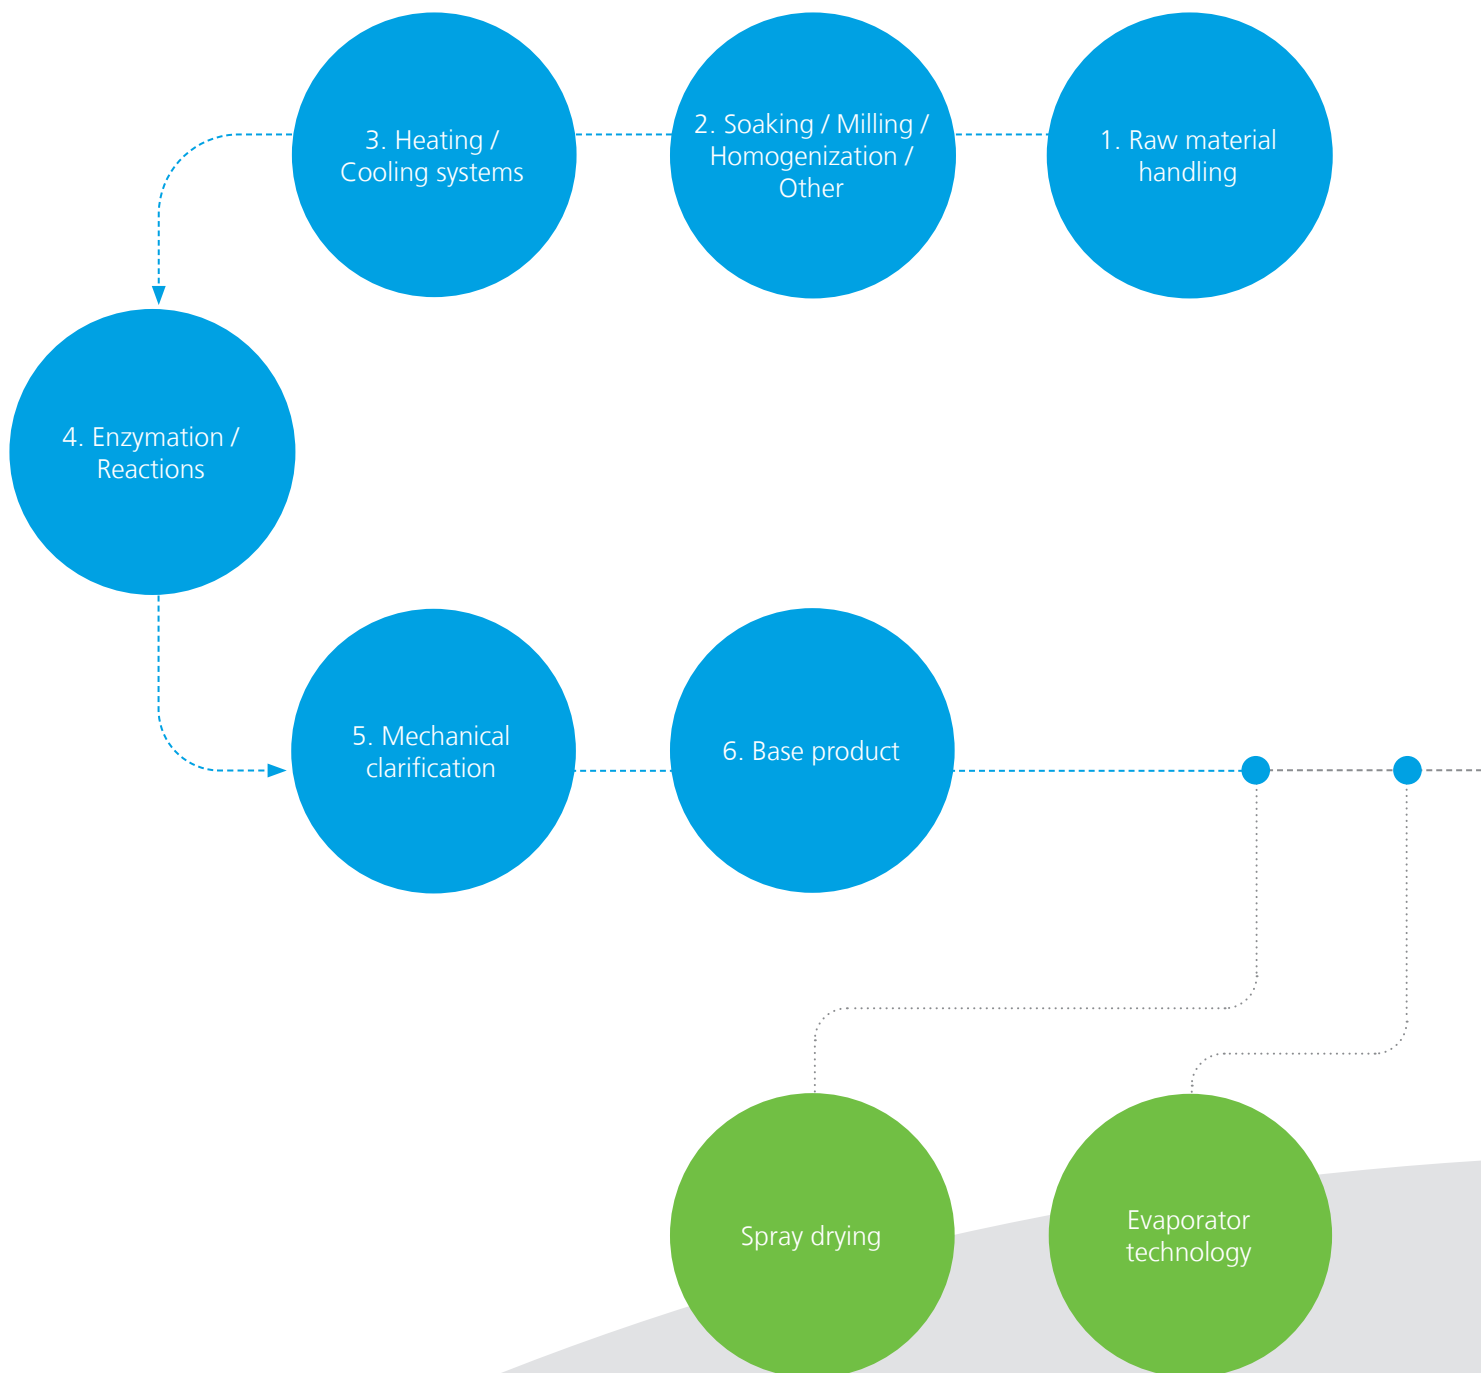 1. Raw material
handling
2. Soaking / Milling /
Homogenization /
Other
3. Heating /
Cooling systems
4. Enzymation /
Reactions
5. Mechanical
clarification
6. Base product
Spray drying
Evaporator
technology